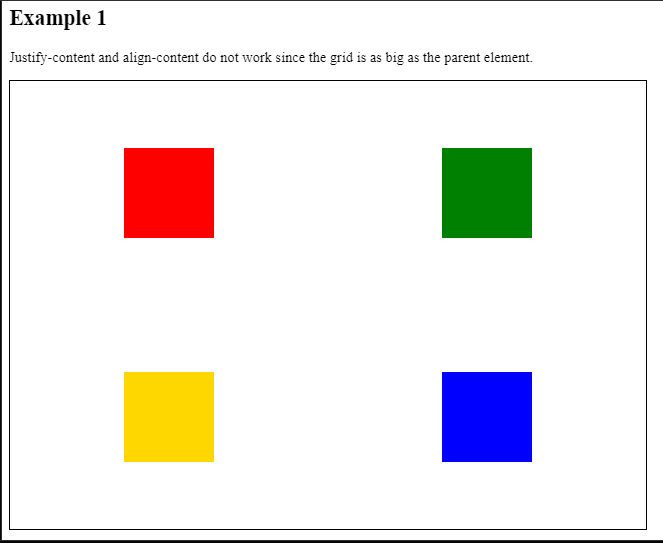 Example 1
Justify-content and align-content do not work since the grid is as big as the parent element.